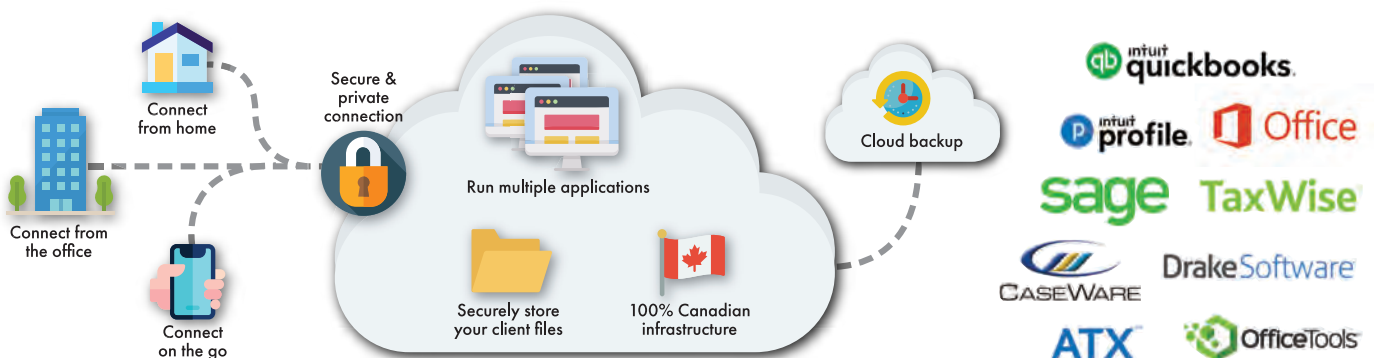 Connect
from home
Connect from
the office
Connect
on the go
Secure &
private
connection
Run multiple applications
Securely store
your client files
100% Canadian
infrastructure
Cloud backup
qb intuit
quickbooks.
P intuit
profile.
Office
sage
TaxWise
CASEWARE
DrakeSoftware
ATX
OfficeTools